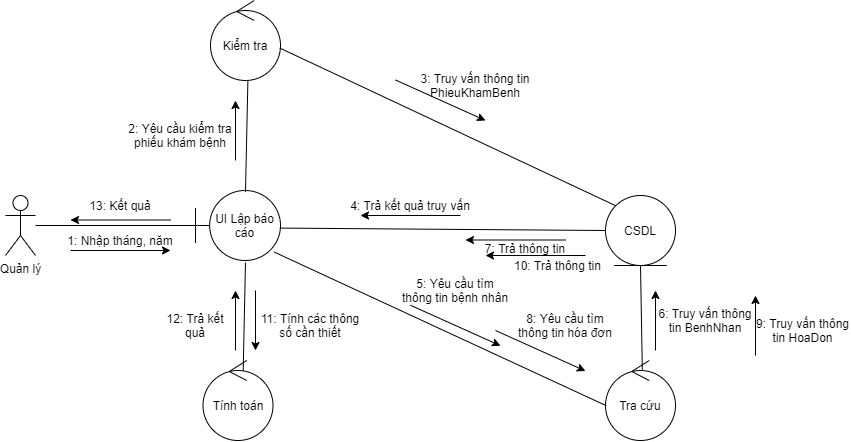 Kiểm tra
3: Truy vấn thông tin
PhieuKhamBenh
2: Yêu cầu kiểm tra
phiếu khám bệnh
13: Kết quả
4: Trả kết quả truy vấn
UI Lập báo
cáo
CSDL
1: Nhập tháng, năm
7: Trả thông tin
Quản lý
10: Trả thông tin
5: Yêu cầu tìm
thông tin bệnh nhân
12: Trả kết
quả
11: Tính các thông
số cần thiết
8: Yêu cầu tìm
thông tin hóa đơn
6: Truy vấn thông
tin BenhNhan
9: Truy vấn thông
tin HoaDon
Tính toán
Tra cứu